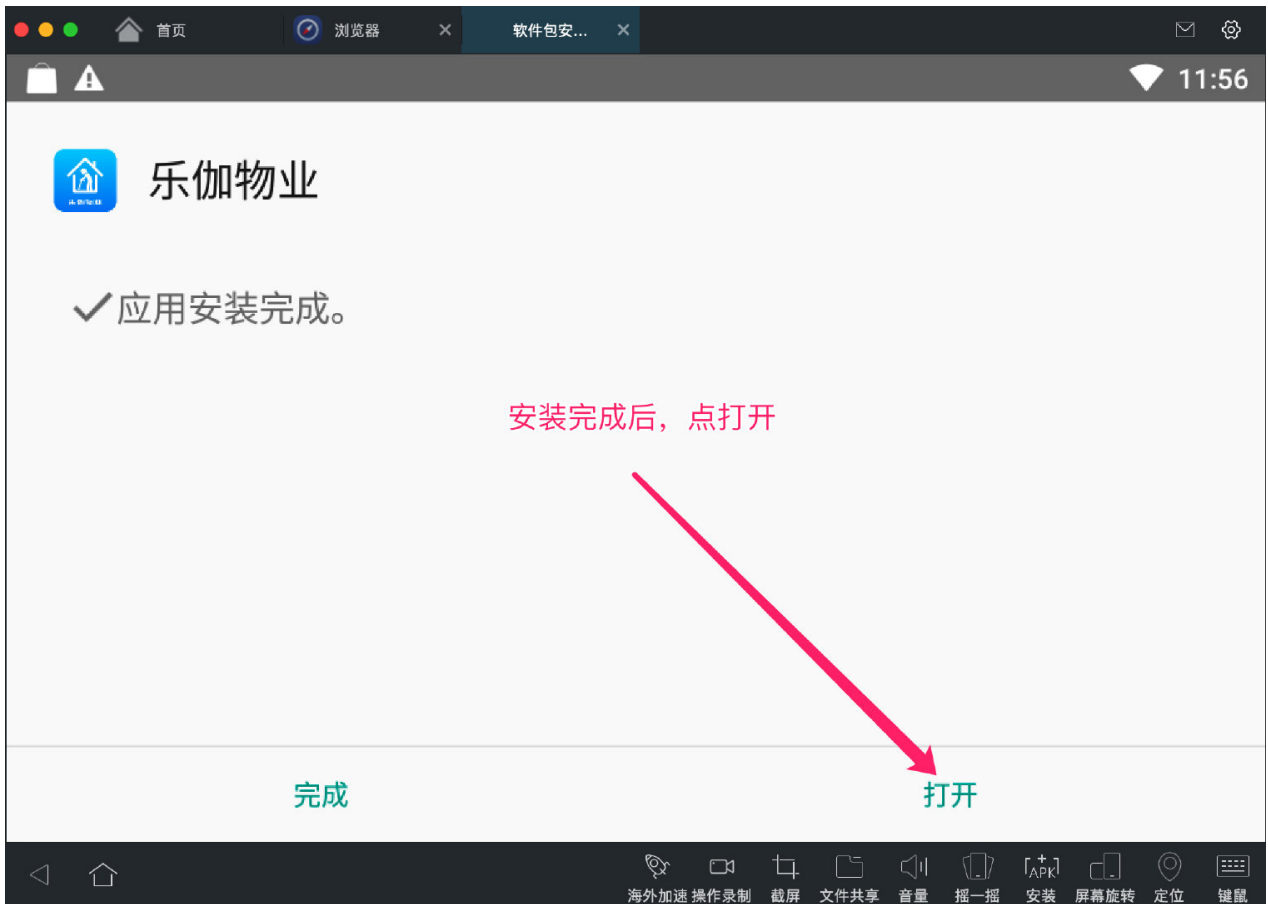 首页 浏览器 软件包安...
11:56
乐伽物业
应用安装完成。
安装完成后，点打开
完成 打开
海外加速 操作录制 截屏 文件共享 音量 摇一摇 安装 屏幕旋转 定位 键鼠
APK